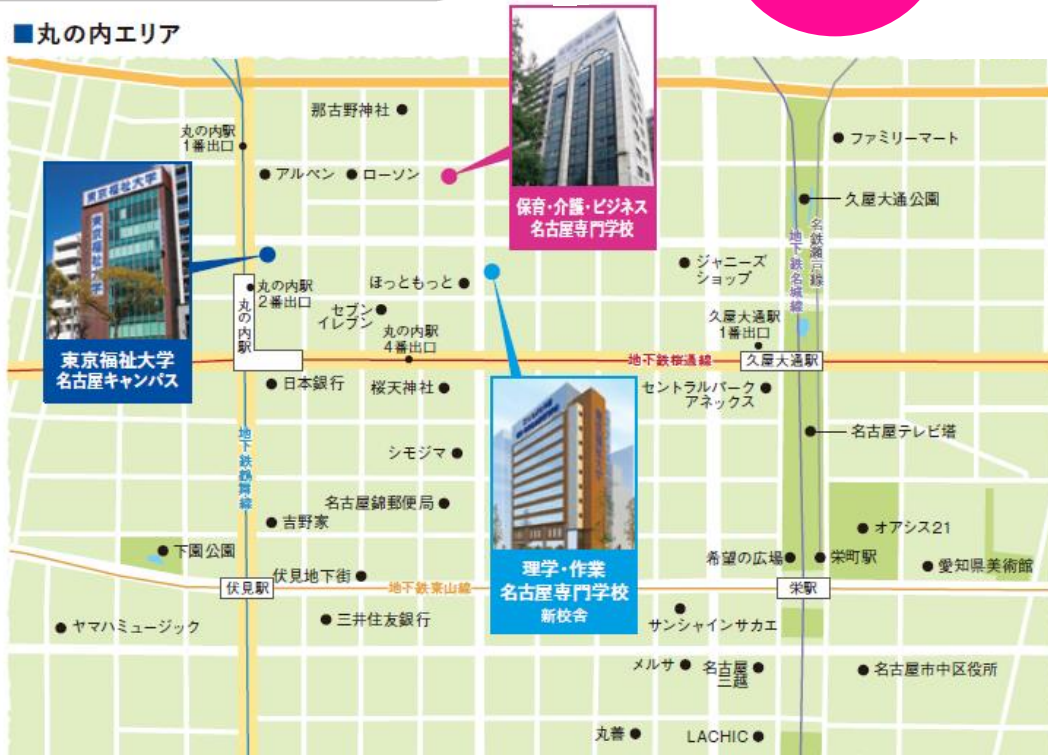 ■丸の内エリア
那古野神社
丸の内駅
1番出口
ファミリーマート
アルペン
ローソン
東京福祉大学
東京福祉大学
東京福祉大学
名古屋キャンパス
保育・介護・ビジネス
名古屋専門学校
久屋大通公園
名鉄瀬戸線
地下鉄名城線
ジャニーズ
ショップ
ほっともっと
丸の内駅
2番出口
セブン
イレブン
丸の内駅
丸の内駅
4番出口
久屋大通駅
1番出口
地下鉄桜通線
久屋大通駅
日本銀行
桜天神社
セントラルパーク
アネックス
名古屋テレビ塔
地下鉄鶴舞線
シモジマ
名古屋錦郵便局
吉野家
オアシス21
下園公園
希望の広場
栄町駅
愛知県美術館
伏見地下街
伏見駅
地下鉄東山線
栄駅
理学・作業
名古屋専門学校
新校舎
ヤマハミュージック
三井住友銀行
サンシャインサカエ
メルサ
名古屋
三越
名古屋市中区役所
丸善
LACHIC